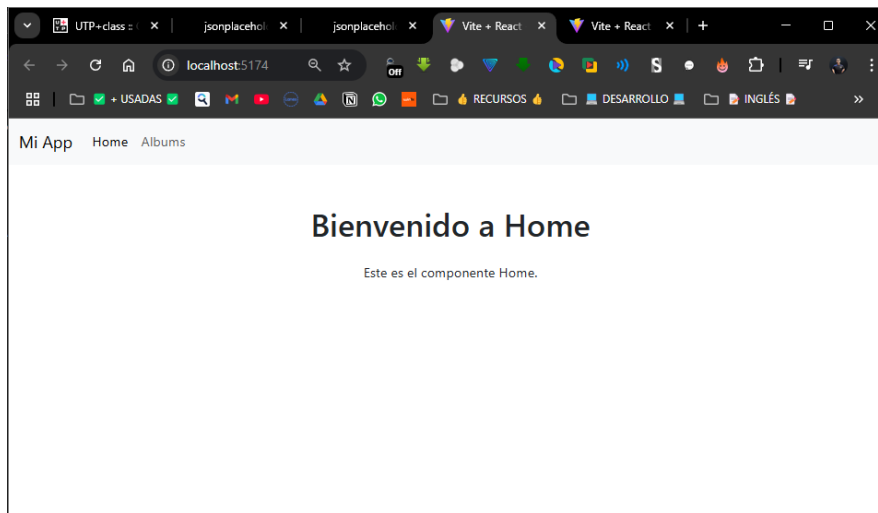 UTP+class :: (
jsonplacehol
jsonplacehol
Vite + React
Vite + React
localhost:5174
Off
+ USADAS
RECURSOS
DESARROLLO
INGLÉS
Mi App Home Albums
Bienvenido a Home
Este es el componente Home.